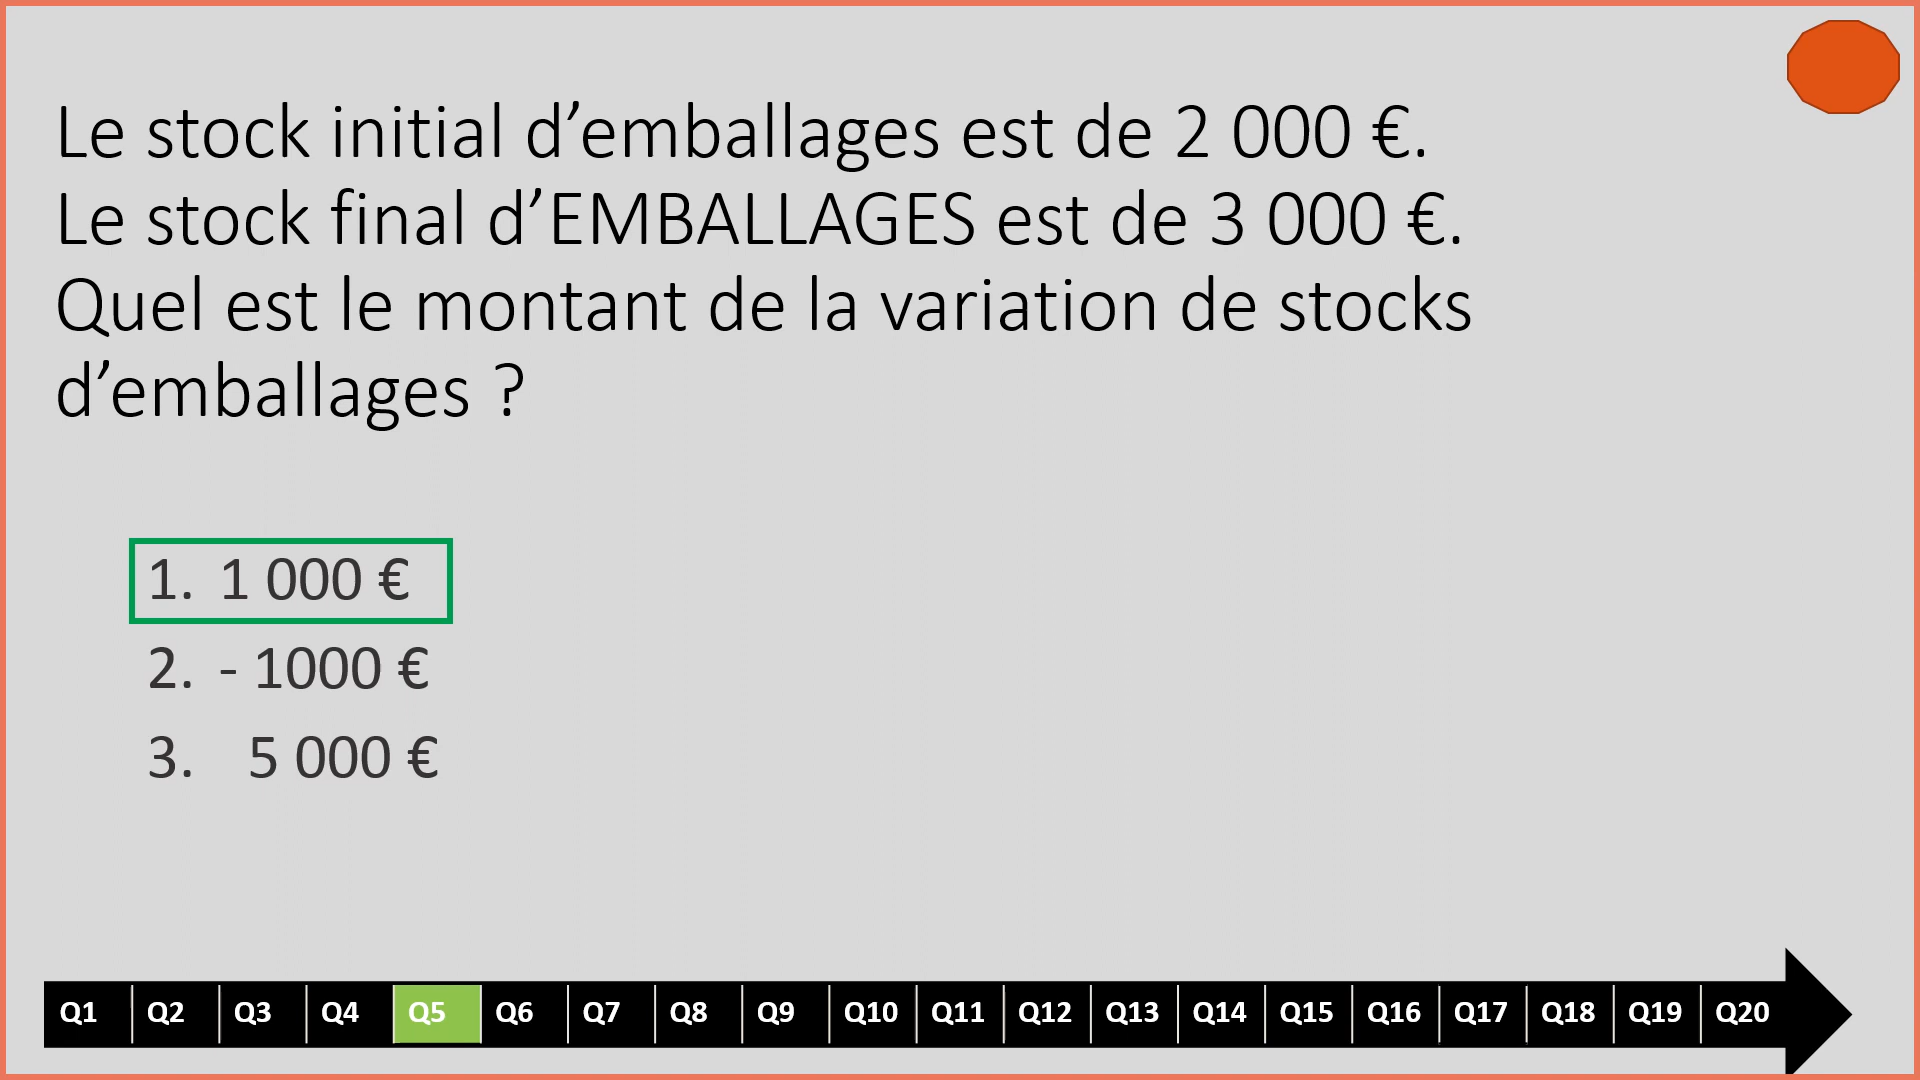 Le stock initial d’emballages est de 2 000 €.
Le stock final d’EMBALLAGES est de 3 000 €.
Quel est le montant de la variation de stocks
d’emballages ?
1. 1 000 €
2. - 1000 €
3. 5 000 €
Q1 Q2 Q3 Q4 Q5 Q6 Q7 Q8 Q9 Q10 Q11 Q12 Q13 Q14 Q15 Q16 Q17 Q18 Q19 Q20